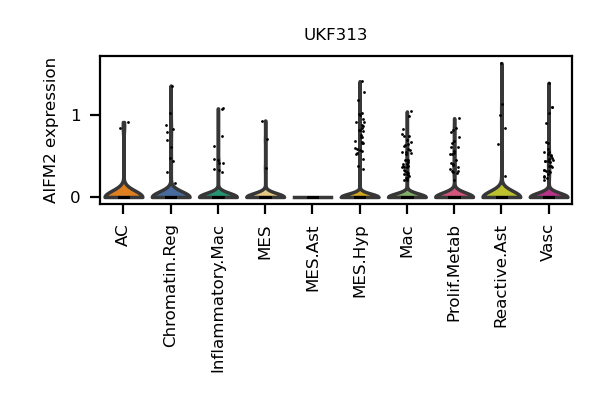 UKF313
AIFM2 expression
1
0
AC
Chromatin.Reg
Inflammatory.Mac
MES
MES.Ast
MES.Hyp
Mac
Prolif.Metab
Reactive.Ast
Vasc